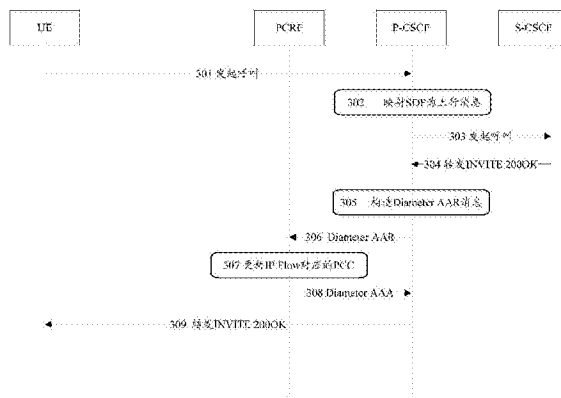 UE
PCRF
P-CSCF
S-CSCF
301 发起呼叫
302 映射SDP为上行消息
303 发起呼叫
304 转发INVITE 200OK
305 构造Diameter AAR消息
306 Diameter AAR
307 更新IP Flow对应的PCC
308 Diameter AAA
309 转发INVITE 200OK